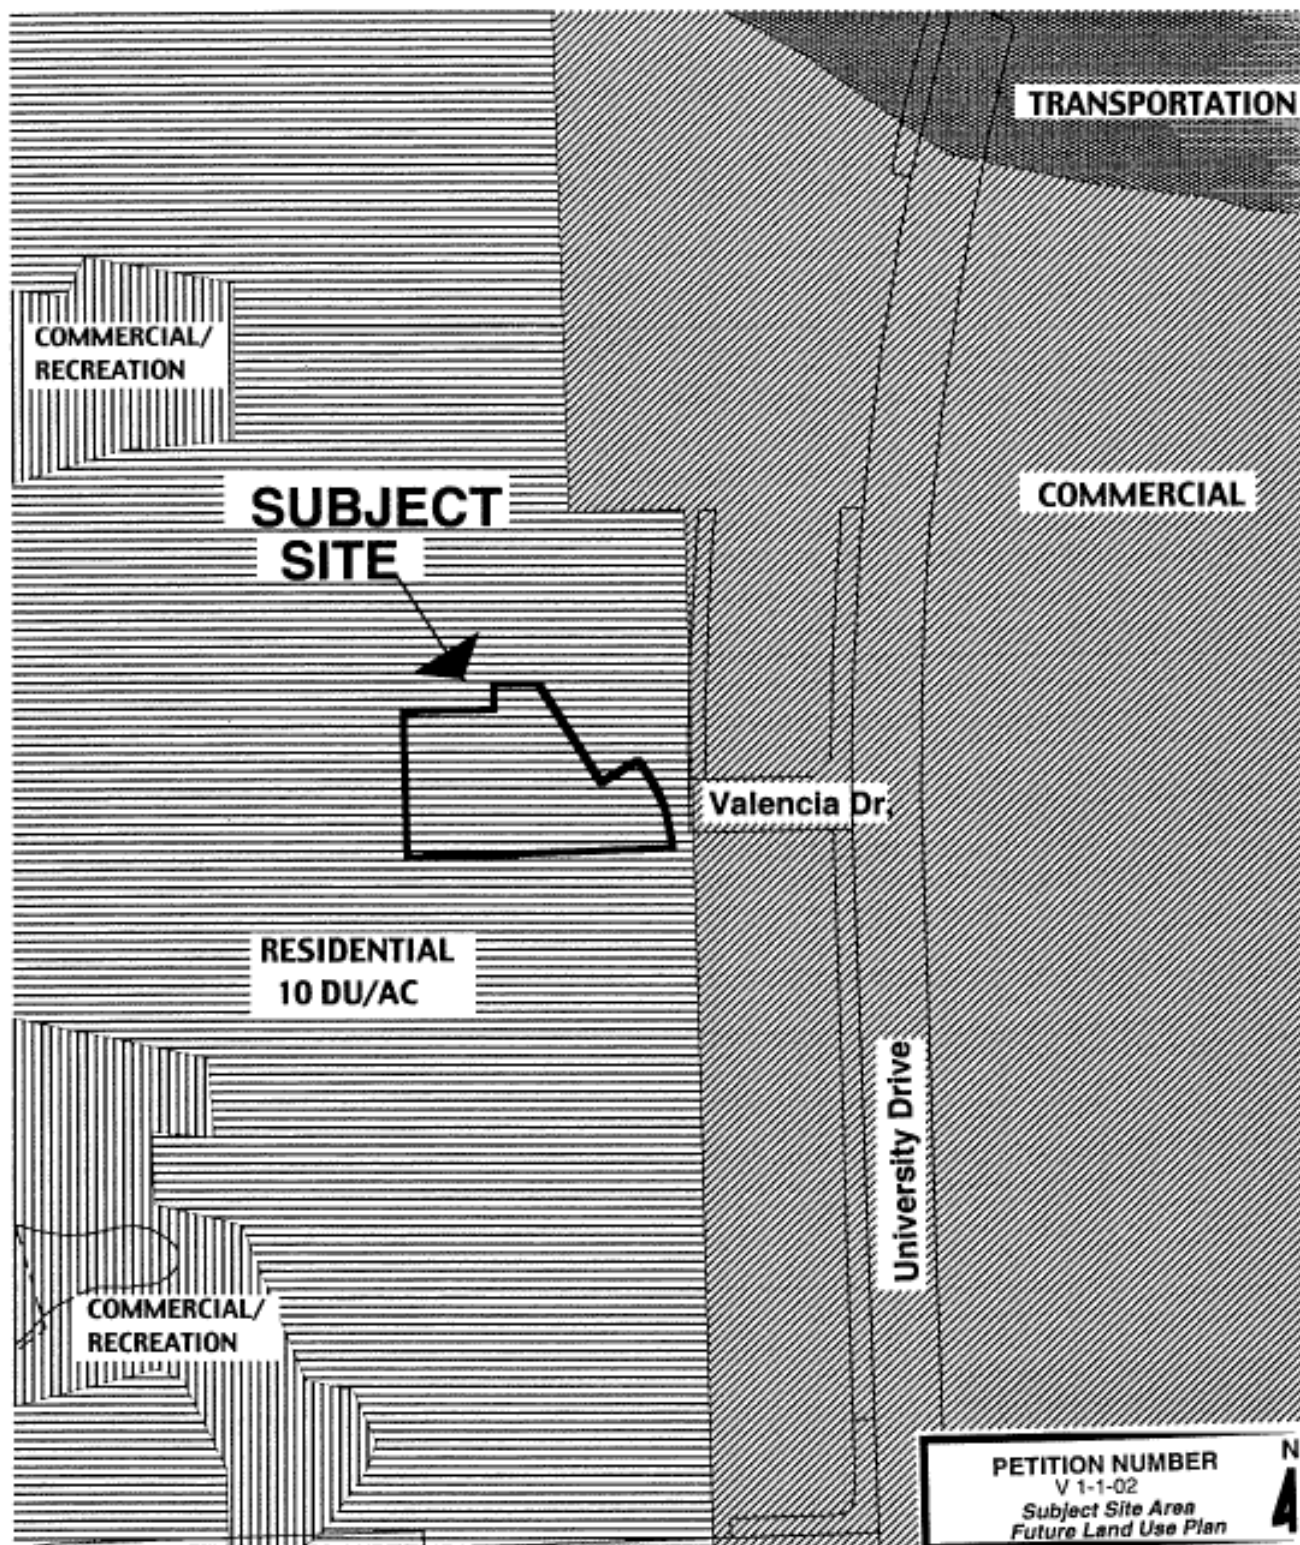 TRANSPORTATION
COMMERCIAL/
RECREATION
SUBJECT
SITE
COMMERCIAL
Valencia Dr.
RESIDENTIAL
10 DU/AC
University Drive
COMMERCIAL/
RECREATION
PETITION NUMBER
V 1-1-02
Subject Site Area
Future Land Use Plan
N